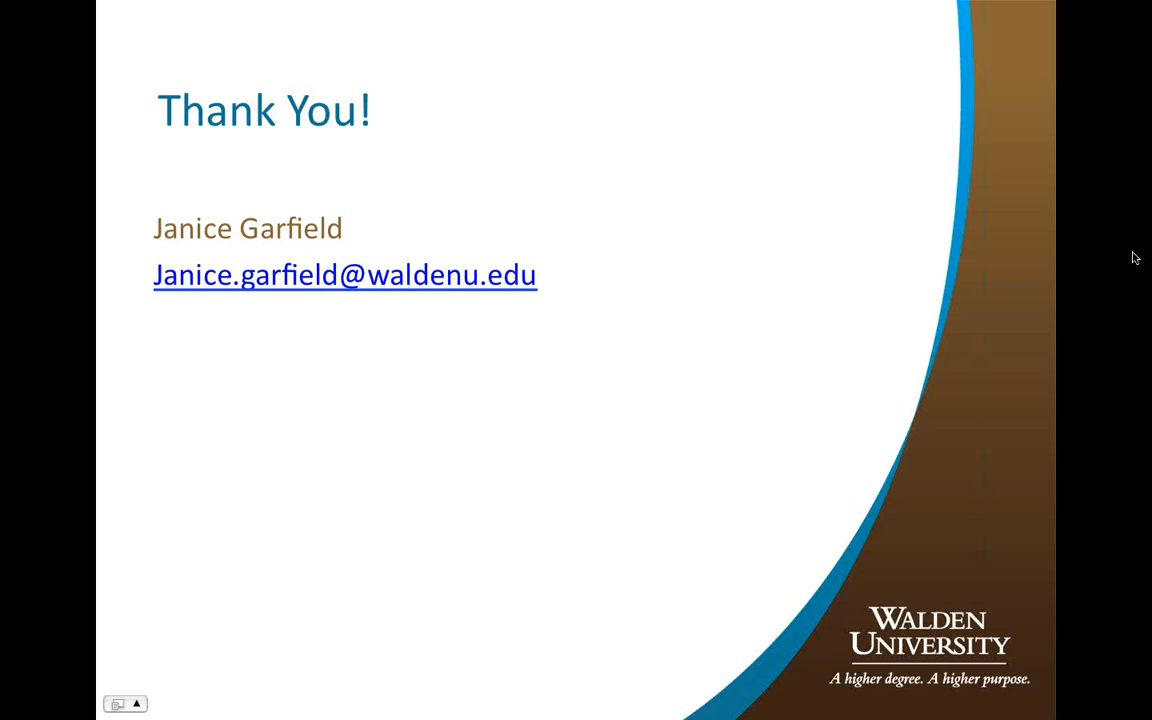 Thank You!
Janice Garfield
Janice.garfield@waldenu.edu
WALDEN
UNIVERSITY
A higher degree. A higher purpose.